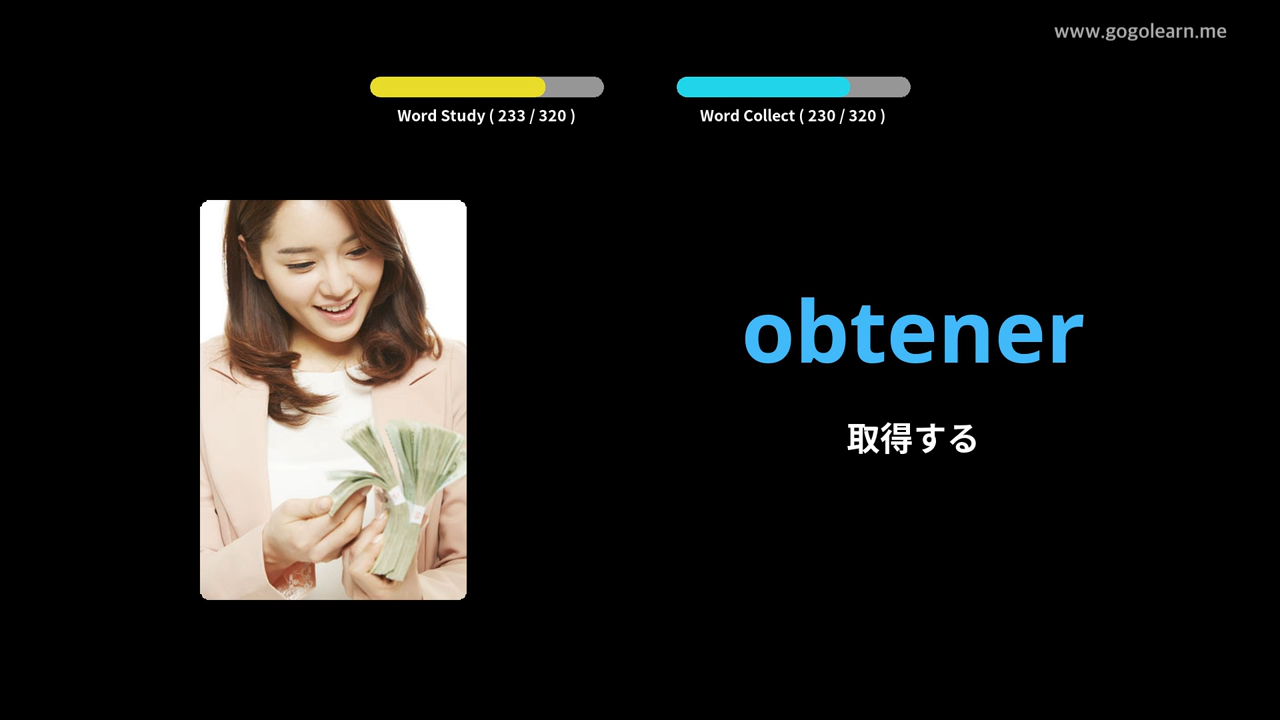 www.gogolearn.me
Word Study ( 233 / 320 )
Word Collect ( 230 / 320 )
obtener
取得する